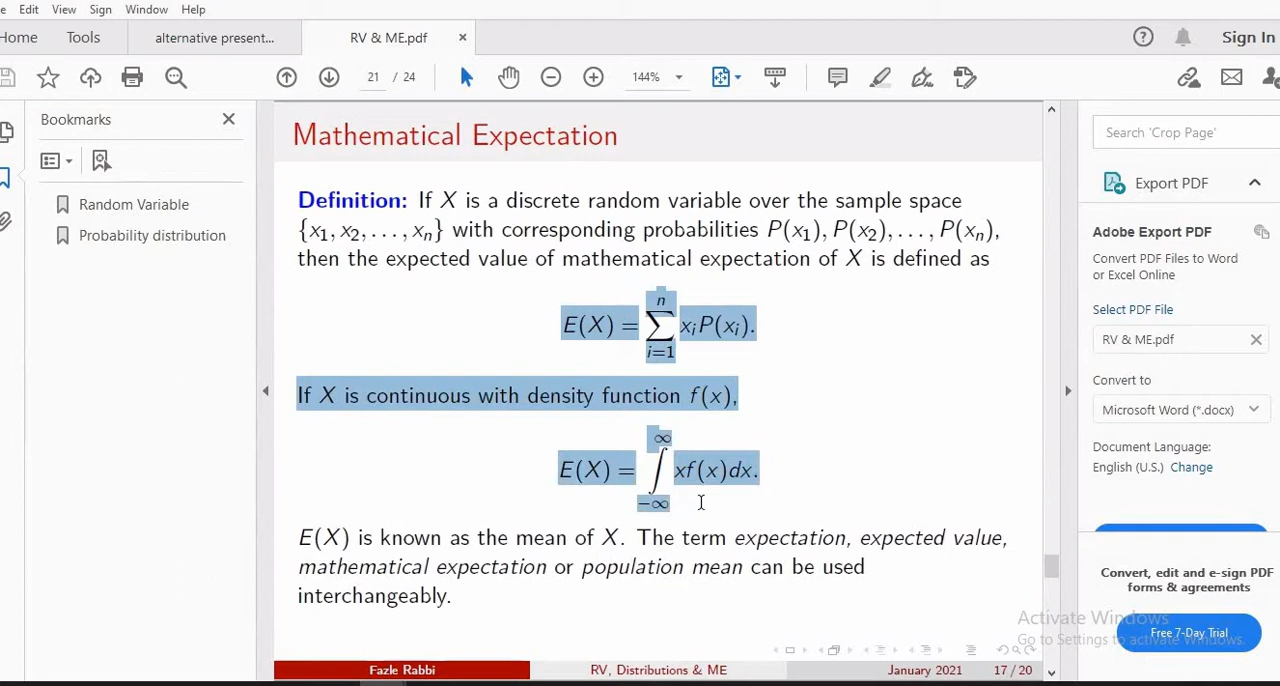 e Edit View Sign Window Help
Home Tools alternative present... RV & ME.pdf × Sign In
21 / 24 144%
Bookmarks
Random Variable
Probability distribution
Mathematical Expectation
Definition: If X is a discrete random variable over the sample space
{x₁, x₂, . . . , xₙ} with corresponding probabilities P(x₁), P(x₂), . . . , P(xₙ),
then the expected value of mathematical expectation of X is defined as
E(X) = ∑ᵢ₌₁ⁿ xᵢP(xᵢ).
If X is continuous with density function f(x),
E(X) = ∫₋∞^∞ xf(x)dx.
E(X) is known as the mean of X. The term expectation, expected value,
mathematical expectation or population mean can be used
interchangeably.
Fazle Rabbi RV, Distributions & ME January 2021 17 / 20
Search 'Crop Page'
Export PDF
Adobe Export PDF
Convert PDF Files to Word
or Excel Online
Select PDF File
RV & ME.pdf
Convert to
Microsoft Word (*.docx)
Document Language:
English (U.S.) Change
Convert, edit and e-sign PDF
forms & agreements
Free 7-Day Trial
Activate Windows
Go to Settings to activate Windows.